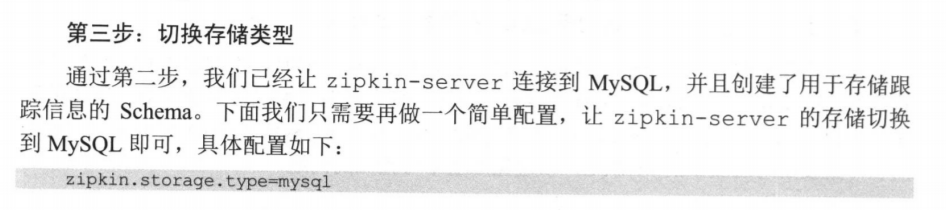 第三步：切换存储类型
通过第二步，我们已经让 zipkin-server 连接到 MySQL，并且创建了用于存储跟
踪信息的 Schema。下面我们只需要再做一个简单配置，让 zipkin-server 的存储切换
到 MySQL 即可，具体配置如下：
zipkin.storage.type=mysql